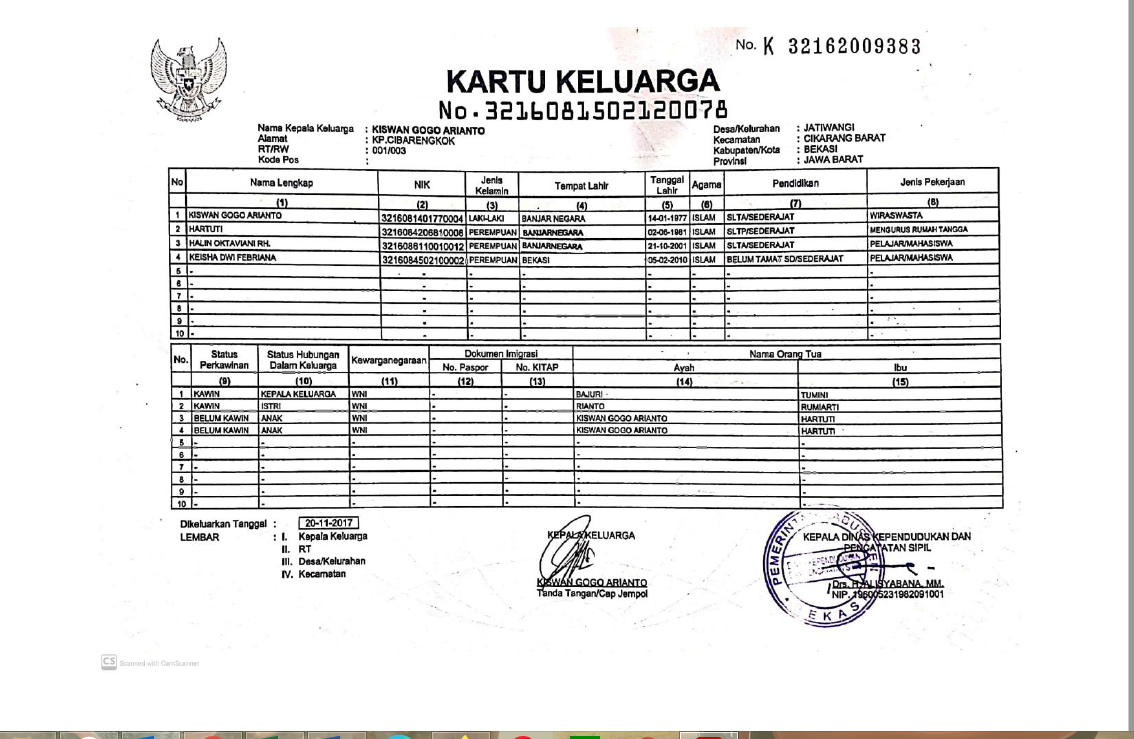 No. K 32162009383
KARTU KELUARGA
No.3216081502120078
Nama Kepala Keluarga : KISWAN GOGO ARIANTO
Alamat : KP.CIBARENGKOK
RT/RW : 001/003
Kode Pos :
Desa/Kelurahan : JATIWANGI
Kecamatan : CIKARANG BARAT
Kabupaten/Kota : BEKASI
Provinsi : JAWA BARAT
No Nama Lengkap NIK Jenis Kelamin Tempat Lahir Tanggal Lahir Agama Pendidikan Jenis Pekerjaan
(1) (2) (3) (4) (5) (6) (7) (8)
1 KISWAN GOGO ARIANTO 3216081401770004 LAKI-LAKI BANJAR NEGARA 14-01-1977 ISLAM SLTA/SEDERAJAT WIRASWASTA
2 HARTUTI 3216084206810008 PEREMPUAN BANJARNEGARA 02-06-1981 ISLAM SLTP/SEDERAJAT MENGURUS RUMAH TANGGA
3 HALIN OKTAVIANI RH. 3216086110010012 PEREMPUAN BANJARNEGARA 21-10-2001 ISLAM SLTA/SEDERAJAT PELAJAR/MAHASISWA
4 KEISHA DWI FEBRIANA 3216084502100002 PEREMPUAN BEKASI 05-02-2010 ISLAM BELUM TAMAT SD/SEDERAJAT PELAJAR/MAHASISWA
5 - - - - - - - -
6 - - - - - - - -
7 - - - - - - - -
8 - - - - - - - -
9 - - - - - - - -
10 - - - - - - - -
No. Status Perkawinan Status Hubungan Dalam Keluarga Kewarganegaraan Dokumen Imigrasi Nama Orang Tua
No. Paspor No. KITAP Ayah Ibu
(9) (10) (11) (12) (13) (14) (15)
1 KAWIN KEPALA KELUARGA WNI - - BAJURI TUMINI
2 KAWIN ISTRI WNI - - RIANTO RUMIARTI
3 BELUM KAWIN ANAK WNI - - KISWAN GOGO ARIANTO HARTUTI
4 BELUM KAWIN ANAK WNI - - KISWAN GOGO ARIANTO HARTUTI
5 - - - - - - -
6 - - - - - - -
7 - - - - - - -
8 - - - - - - -
9 - - - - - - -
10 - - - - - - -
Dikeluarkan Tanggal : 20-11-2017
LEMBAR : I. Kepala Keluarga
II. RT
III. Desa/Kelurahan
IV. Kecamatan
KEPALA KELUARGA
KISWAN GOGO ARIANTO
Tanda Tangan/Cap Jempol
KEPALA DINAS KEPENDUDUKAN DAN
PENCATATAN SIPIL
Drs. H. ALISYABANA, MM.
NIP. 196005231982091001
CS Scanned with CamScanner